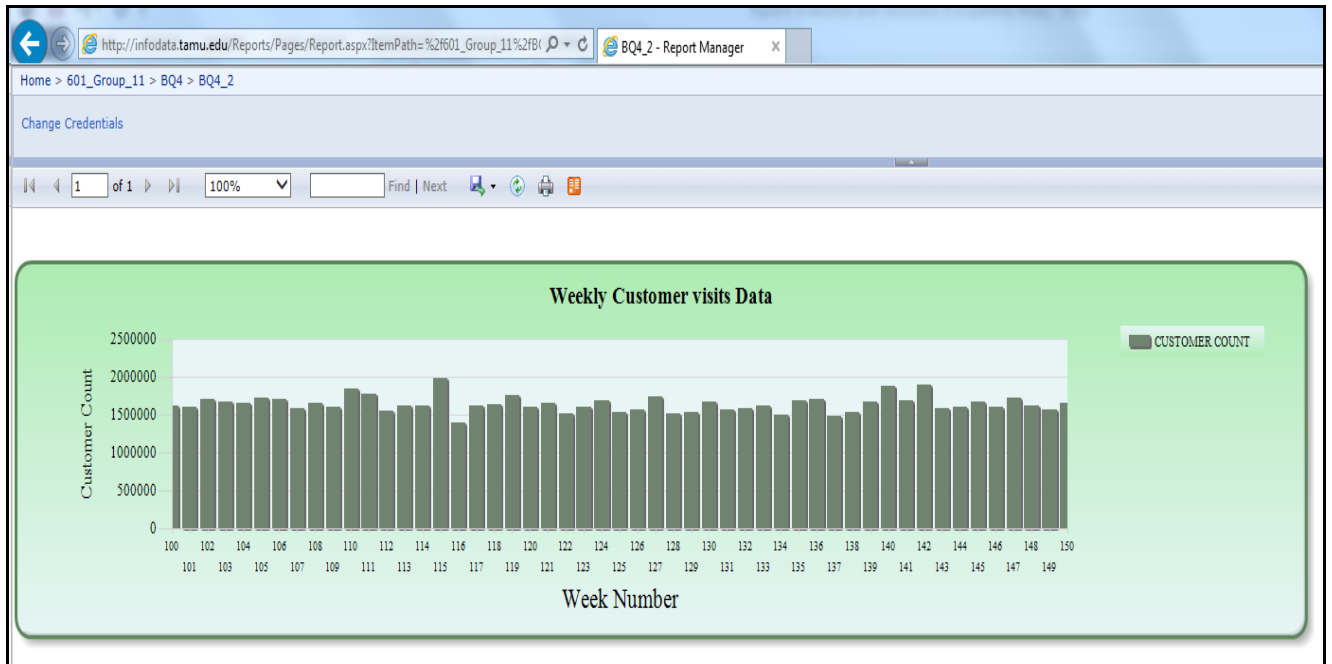 http://infodata.tamu.edu/Reports/Pages/Report.aspx?ItemPath=%2f601_Group_11%2fB( BQ4_2 - Report Manager
Home > 601_Group_11 > BQ4 > BQ4_2
Change Credentials
1 of 1 100% Find | Next
Weekly Customer visits Data
CUSTOMER COUNT
Customer Count
2500000
2000000
1500000
1000000
500000
0
100 102 104 106 108 110 112 114 116 118 120 122 124 126 128 130 132 134 136 138 140 142 144 146 148 150
101 103 105 107 109 111 113 115 117 119 121 123 125 127 129 131 133 135 137 139 141 143 145 147 149
Week Number